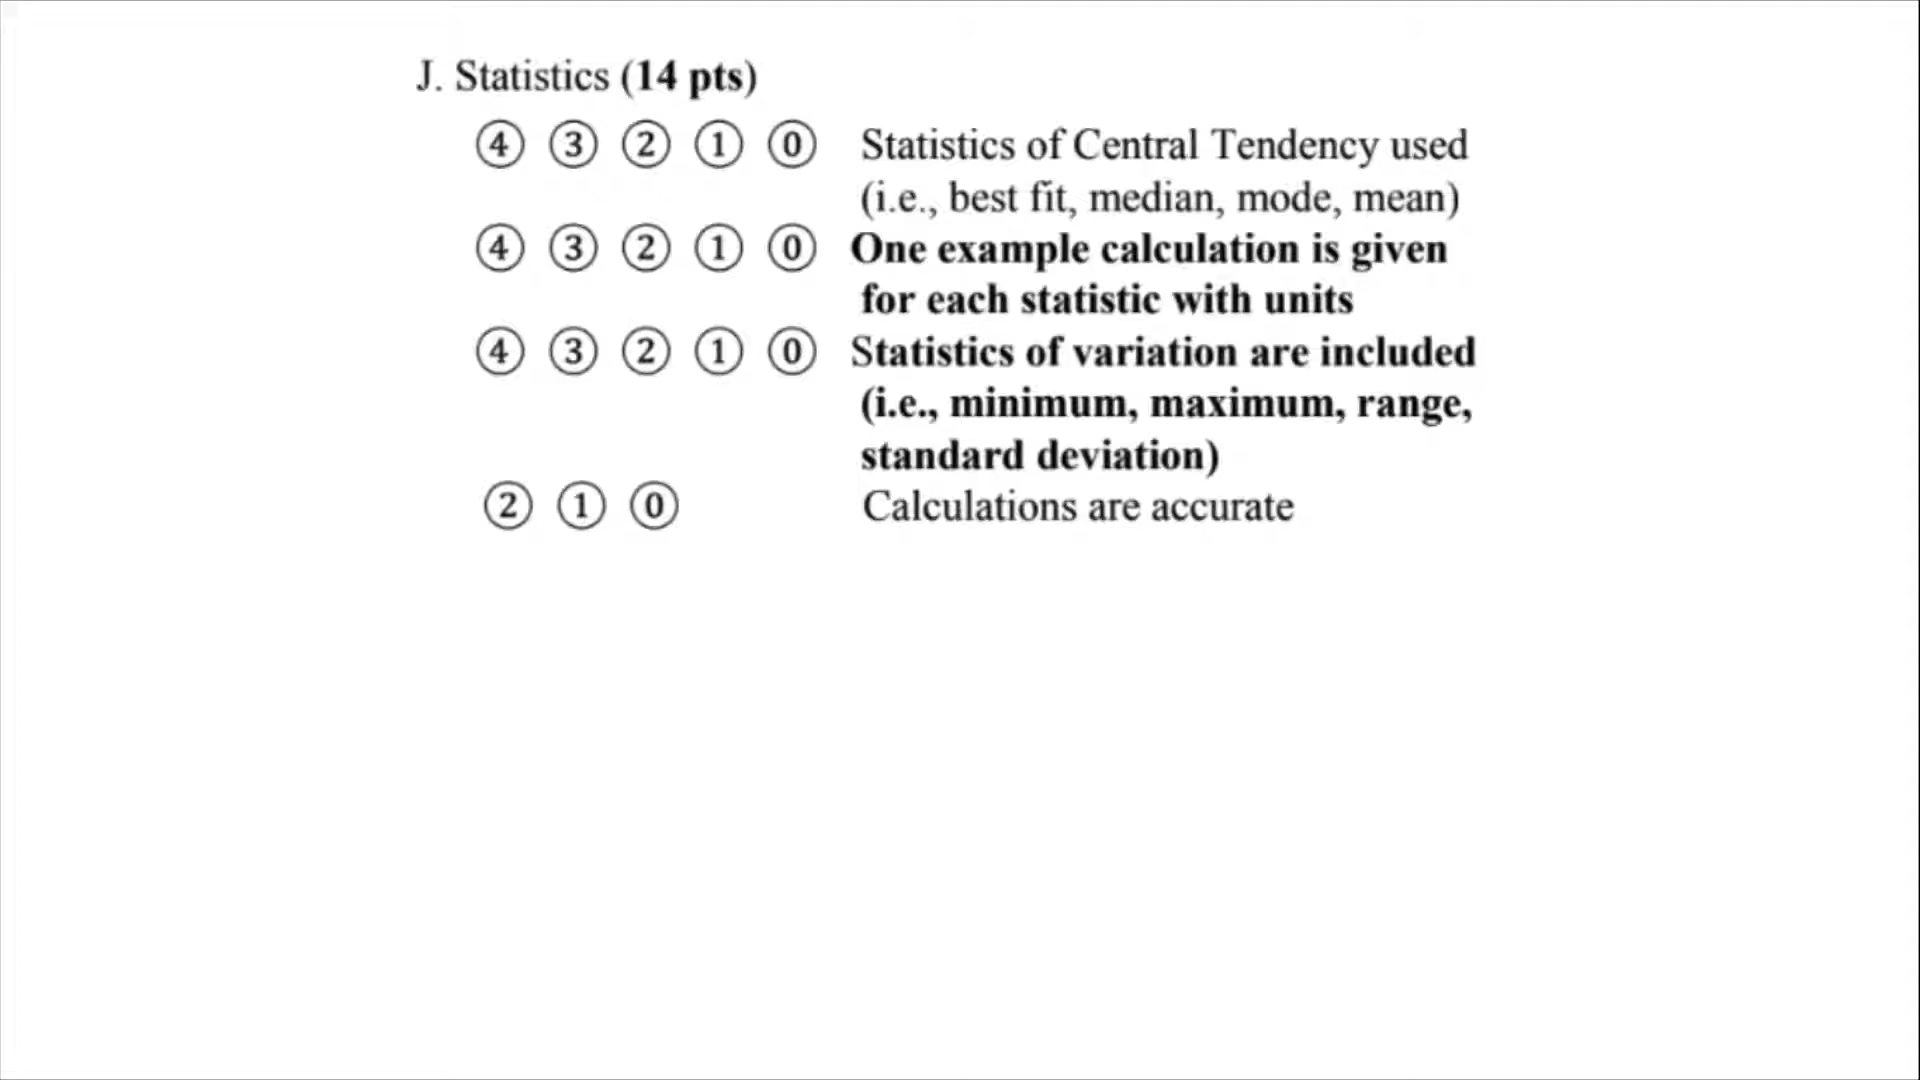 J. Statistics (14 pts)
④ ③ ② ① ⓪ Statistics of Central Tendency used
(i.e., best fit, median, mode, mean)
④ ③ ② ① ⓪ One example calculation is given
for each statistic with units
④ ③ ② ① ⓪ Statistics of variation are included
(i.e., minimum, maximum, range,
standard deviation)
② ① ⓪ Calculations are accurate